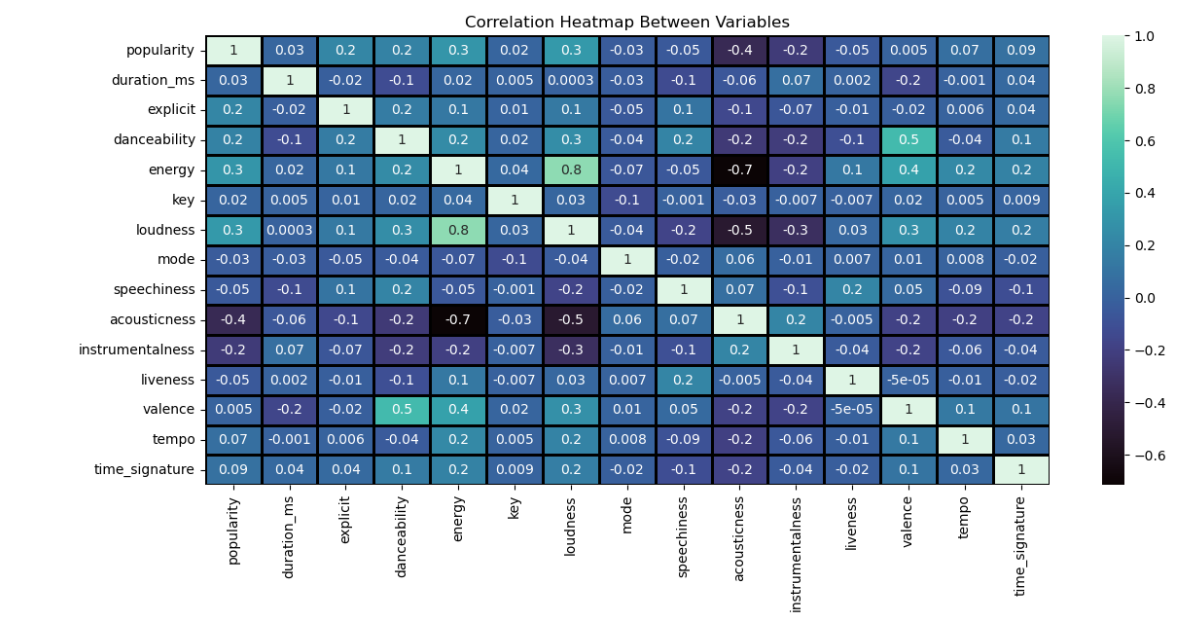 Correlation Heatmap Between Variables
popularity 1 0.03 0.2 0.2 0.3 0.02 0.3 -0.03 -0.05 -0.4 -0.2 -0.05 0.005 0.07 0.09
duration_ms 0.03 1 -0.02 -0.1 0.02 0.005 0.0003 -0.03 -0.1 -0.06 0.07 0.002 -0.2 -0.001 0.04
explicit 0.2 -0.02 1 0.2 0.1 0.01 0.1 -0.05 0.1 -0.1 -0.07 -0.01 -0.02 0.006 0.04
danceability 0.2 -0.1 0.2 1 0.2 0.02 0.3 -0.04 0.2 -0.2 -0.2 -0.1 0.5 -0.04 0.1
energy 0.3 0.02 0.1 0.2 1 0.04 0.8 -0.07 -0.05 -0.7 -0.2 0.1 0.4 0.2 0.2
key 0.02 0.005 0.01 0.02 0.04 1 0.03 -0.1 -0.001 -0.03 -0.007 -0.007 0.02 0.005 0.009
loudness 0.3 0.0003 0.1 0.3 0.8 0.03 1 -0.04 -0.2 -0.5 -0.3 0.03 0.3 0.2 0.2
mode -0.03 -0.03 -0.05 -0.04 -0.07 -0.1 -0.04 1 -0.02 0.06 -0.01 0.007 0.01 0.008 -0.02
speechiness -0.05 -0.1 0.1 0.2 -0.05 -0.001 -0.2 -0.02 1 0.07 -0.1 0.2 0.05 -0.09 -0.1
acousticness -0.4 -0.06 -0.1 -0.2 -0.7 -0.03 -0.5 0.06 0.07 1 0.2 -0.005 -0.2 -0.2 -0.2
instrumentalness -0.2 0.07 -0.07 -0.2 -0.2 -0.007 -0.3 -0.01 -0.1 0.2 1 -0.04 -0.2 -0.06 -0.04
liveness -0.05 0.002 -0.01 -0.1 0.1 -0.007 0.03 0.007 0.2 -0.005 -0.04 1 -5e-05 -0.01 -0.02
valence 0.005 -0.2 -0.02 0.5 0.4 0.02 0.3 0.01 0.05 -0.2 -0.2 -5e-05 1 0.1 0.1
tempo 0.07 -0.001 0.006 -0.04 0.2 0.005 0.2 0.008 -0.09 -0.2 -0.06 -0.01 0.1 1 0.03
time_signature 0.09 0.04 0.04 0.1 0.2 0.009 0.2 -0.02 -0.1 -0.2 -0.04 -0.02 0.1 0.03 1
popularity
duration_ms
explicit
danceability
energy
key
loudness
mode
speechiness
acousticness
instrumentalness
liveness
valence
tempo
time_signature
1.0
0.8
0.6
0.4
0.2
0.0
−0.2
−0.4
−0.6